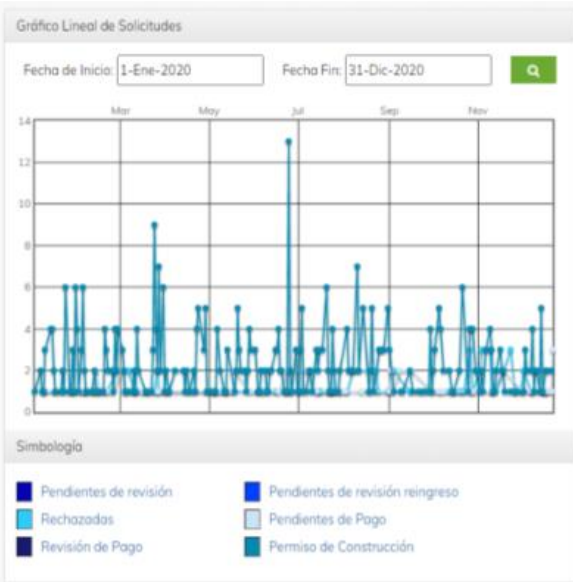 Gráfico Lineal de Solicitudes
Fecha de Inicio: 1-Ene-2020 Fecha Fin: 31-Dic-2020
Mar May Jul Sep Nov
14
12
10
8
6
4
2
0
Simbología
Pendientes de revisión Pendientes de revisión reingreso
Rechazadas Pendientes de Pago
Revisión de Pago Permiso de Construcción